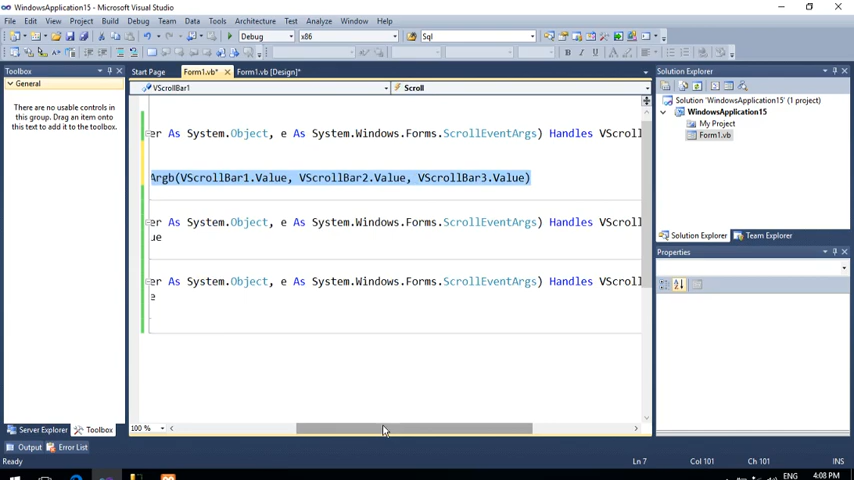 WindowsApplication15 - Microsoft Visual Studio
File Edit View Project Build Debug Team Data Tools Architecture Test Analyze Window Help
Debug x86 Sql
Toolbox
General
There are no usable controls in
this group. Drag an item onto
this text to add it to the toolbox.
Server Explorer Toolbox
Start Page Form1.vb* Form1.vb [Design]*
VScrollBar1 Scroll
er As System.Object, e As System.Windows.Forms.ScrollEventArgs) Handles VScroll
Argb(VScrollBar1.Value, VScrollBar2.Value, VScrollBar3.Value)
er As System.Object, e As System.Windows.Forms.ScrollEventArgs) Handles VScroll
ue
er As System.Object, e As System.Windows.Forms.ScrollEventArgs) Handles VScroll
e
100 %
Solution Explorer
Solution 'WindowsApplication15' (1 project)
WindowsApplication15
My Project
Form1.vb
Solution Explorer Team Explorer
Properties
Output Error List
Ready Ln 7 Col 101 Ch 101 INS
ENG 4:08 PM